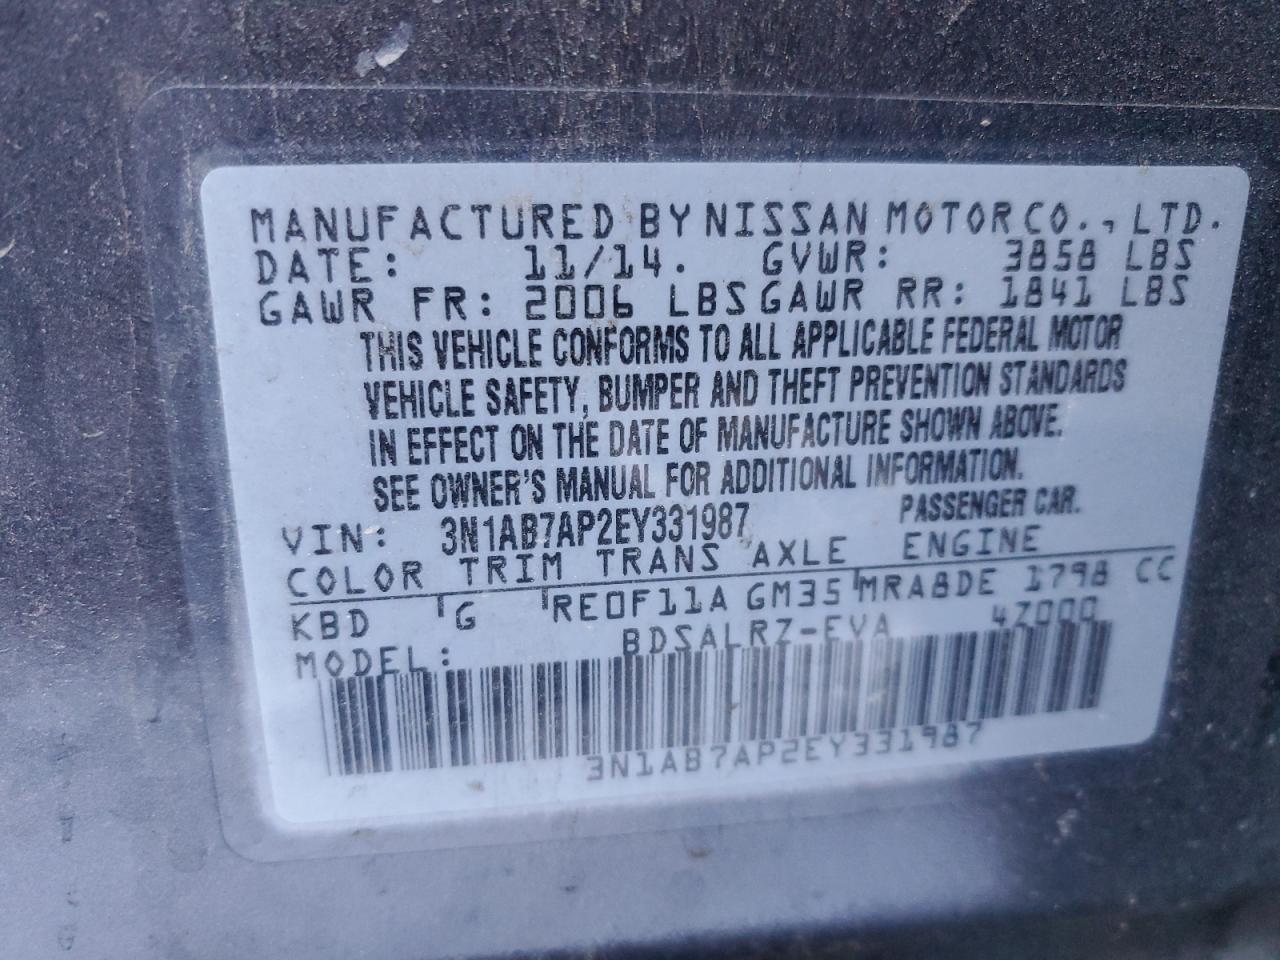 MANUFACTURED BY NISSAN MOTOR CO., LTD.
DATE: 11/14. GVWR: 3858 LBS
GAWR FR: 2006 LBS GAWR RR: 1841 LBS
THIS VEHICLE CONFORMS TO ALL APPLICABLE FEDERAL MOTOR
VEHICLE SAFETY, BUMPER AND THEFT PREVENTION STANDARDS
IN EFFECT ON THE DATE OF MANUFACTURE SHOWN ABOVE.
SEE OWNER'S MANUAL FOR ADDITIONAL INFORMATION.
VIN: 3N1AB7AP2EY331987 PASSENGER CAR.
COLOR TRIM TRANS AXLE ENGINE
KBD G RE0F11A GM35 MRA8DE 1798 CC
MODEL: BDSALRZ-EVA 4Z000
3N1AB7AP2EY331987